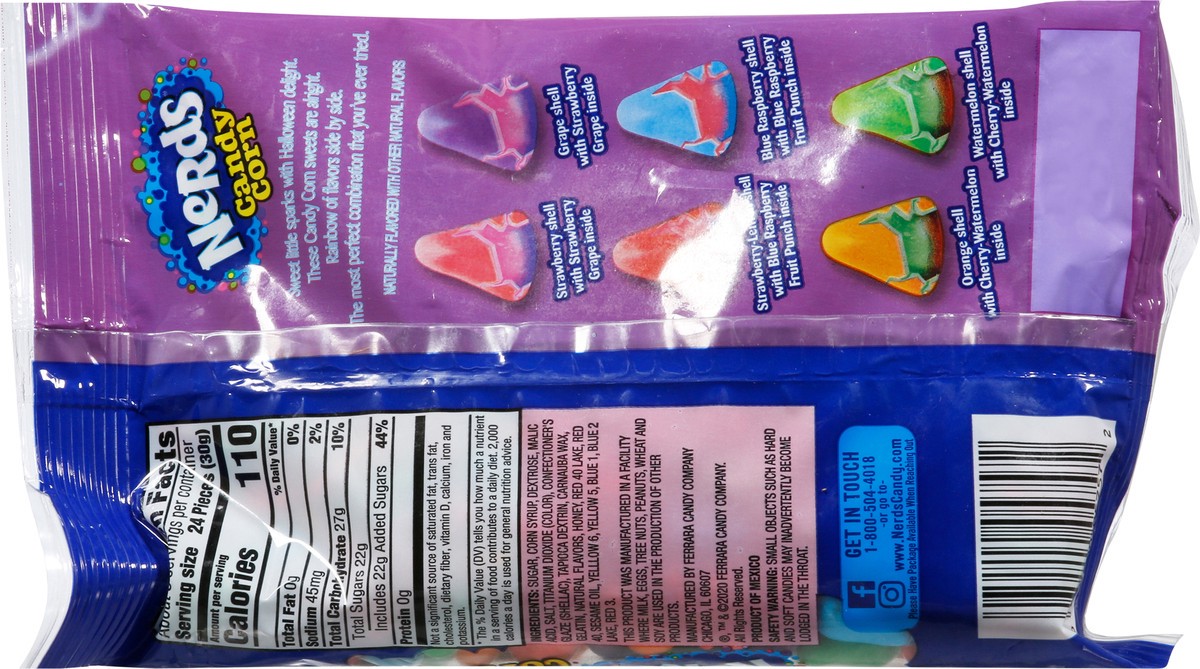 NeRdS
candy
corn
Sweet little sparks with Halloween delight.
These Candy Corn sweets are alright.
Rainbow of flavors side by side.
The most perfect combination that you've ever tried.
NATURALLY FLAVORED WITH OTHER NATURAL FLAVORS
Strawberry shell
with Strawberry
Grape inside
Grape shell
with Strawberry
Grape inside
shell
with Blue Raspberry
Fruit Punch inside
Blue Raspberry shell
with Blue Raspberry
Fruit Punch inside
Orange shell
with Cherry-Watermelon
inside
Watermelon shell
with Cherry-Watermelon
inside
Facts
servings per container
Serving size 24 Pieces (30g)
Amount per serving
Calories 110
% Daily Value*
Total Fat 0g 0%
Sodium 45mg 2%
Total Carbohydrate 27g 10%
Total Sugars 22g
Includes 22g Added Sugars 44%
Protein 0g
Not a significant source of saturated fat, trans fat,
cholesterol, dietary fiber, vitamin D, calcium, iron and
potassium.
* The % Daily Value (DV) tells you how much a nutrient
in a serving of food contributes to a daily diet. 2,000
calories a day is used for general nutrition advice.
INGREDIENTS: SUGAR, CORN SYRUP, DEXTROSE, MALIC
ACID, SALT, TITANIUM DIOXIDE (COLOR), CONFECTIONER'S
GLAZE (SHELLAC), TAPIOCA DEXTRIN, CARNUBA WAX,
GELATIN, NATURAL FLAVORS, HONEY, RED 40 LAKE, RED
40, SESAME OIL, YELLLOW 6, YELLOW 5, BLUE 1, BLUE 2
LAKE, RED 3.
THIS PRODUCT WAS MANUFACTURED IN A FACILITY
WHERE MILK, EGGS, TREE NUTS, PEANUTS, WHEAT AND
SOY ARE USED IN THE PRODUCTION OF OTHER
PRODUCTS.
MANUFACTURED BY FERRARA CANDY COMPANY
CHICAGO, IL 60607
®, ™ & ©2020 FERRARA CANDY COMPANY.
All Rights Reserved.
PRODUCT OF MEXICO
SAFETY WARNING: SMALL OBJECTS SUCH AS HARD
AND SOFT CANDIES MAY INADVERTENTLY BECOME
LODGED IN THE THROAT.
GET IN TOUCH
1-800-504-4018
-or go to-
www.NerdsCandy.com
Please Have Package Available When Reaching Out
2